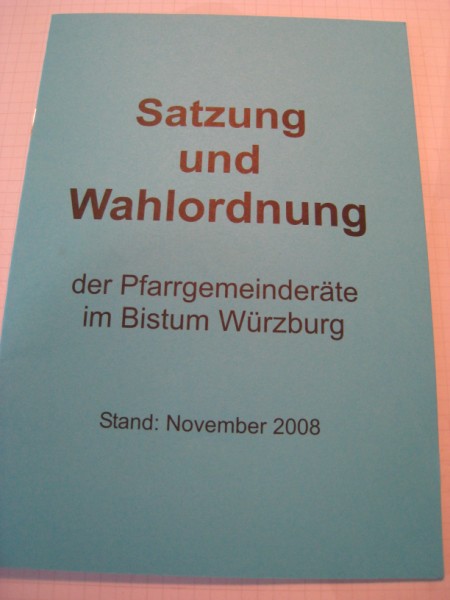 Satzung
und
Wahlordnung
der Pfarrgemeinderäte
im Bistum Würzburg
Stand: November 2008